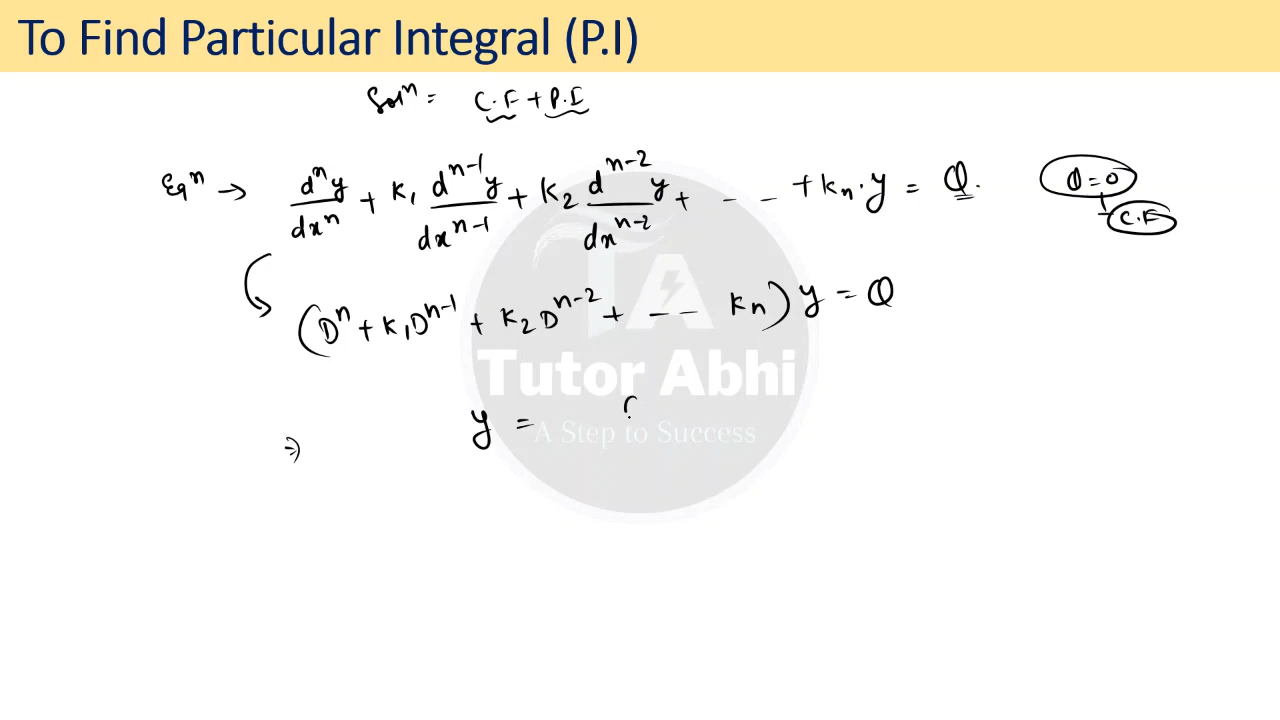 To Find Particular Integral (P.I)
Solⁿ = C.F + P.I
Eqⁿ → dⁿy/dxⁿ + K₁ dⁿ⁻¹y/dxⁿ⁻¹ + K₂ dⁿ⁻²y/dxⁿ⁻² + - - + Kₙ·y = Q. Q=0
C.F
(Dⁿ + K₁Dⁿ⁻¹ + K₂Dⁿ⁻² + - - Kₙ) y = Q
TA
Tutor Abhi
⇒ y =
A Step to Success